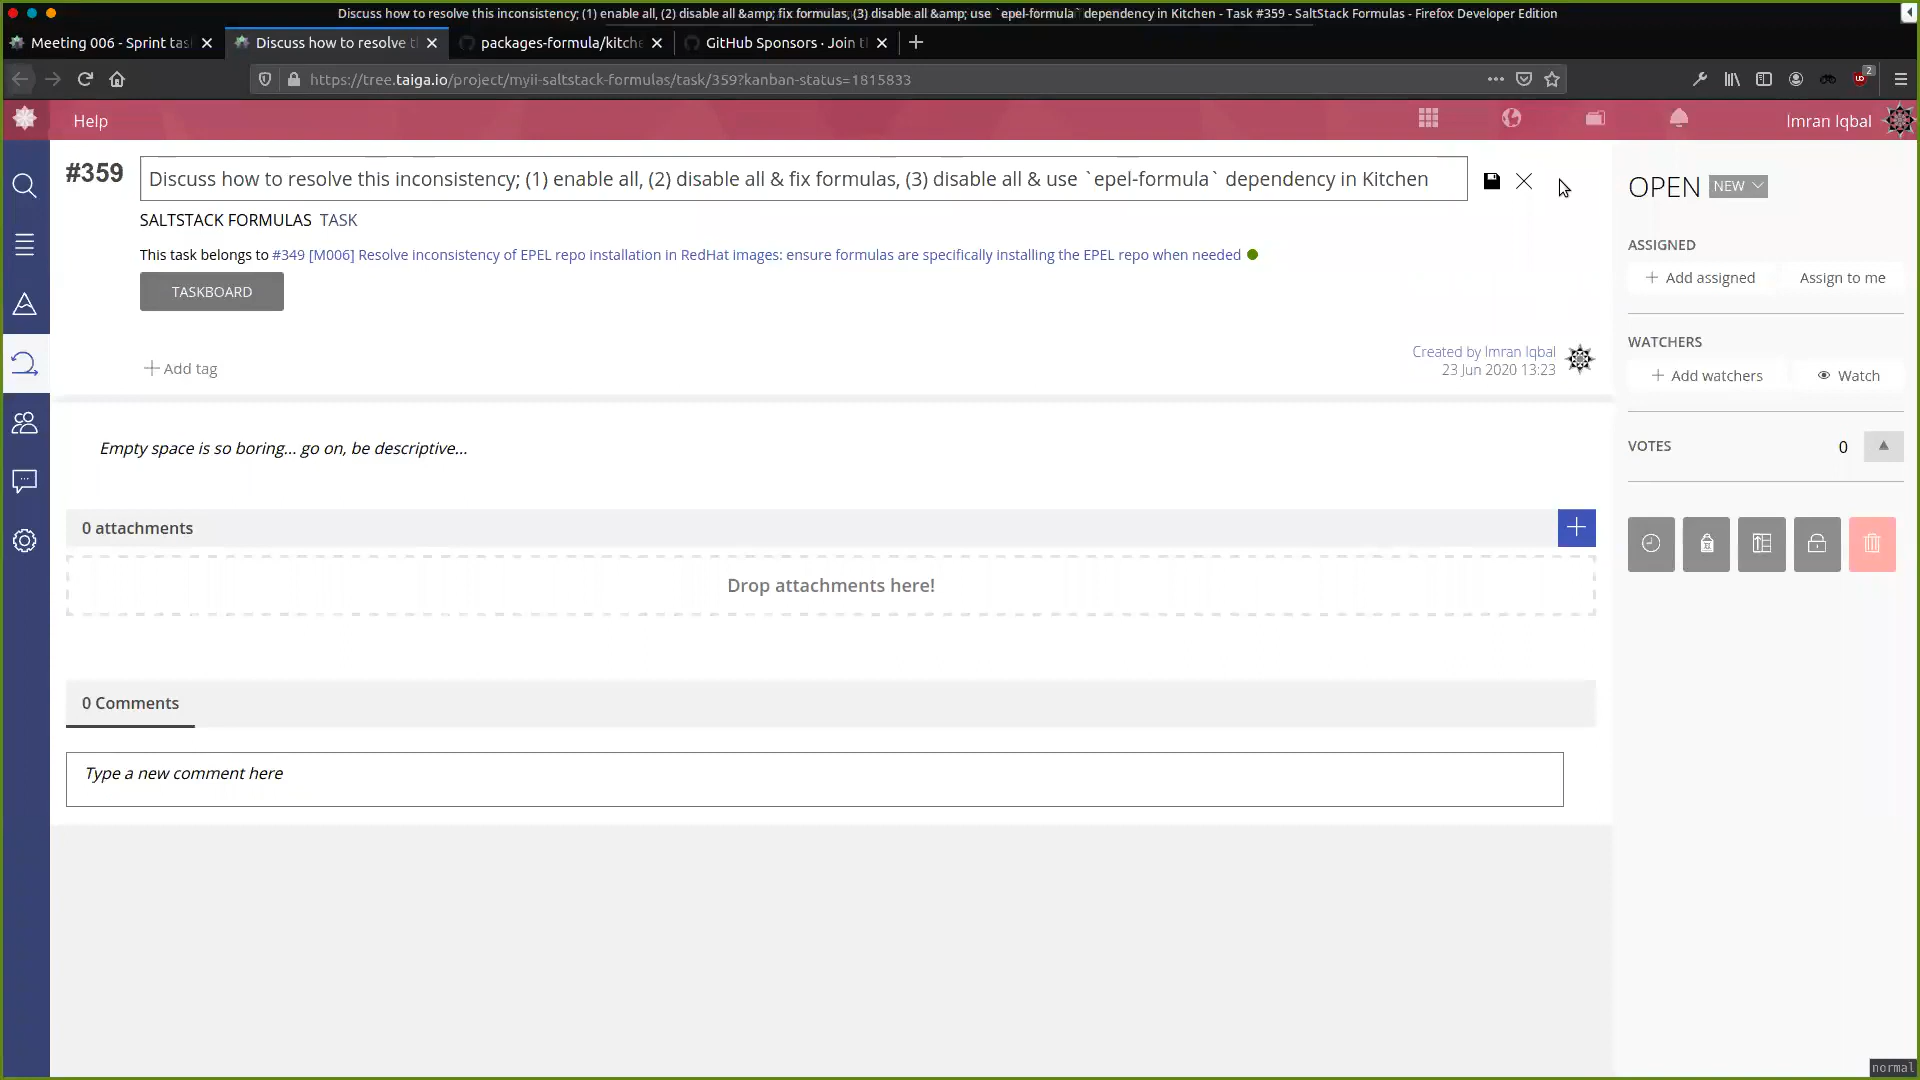 Discuss how to resolve this inconsistency; (1) enable all, (2) disable all &amp; fix formulas, (3) disable all &amp; use `epel-formula` dependency in Kitchen - Task #359 - SaltStack Formulas - Firefox Developer Edition
Meeting 006 - Sprint tas
Discuss how to resolve t
packages-formula/kitche
GitHub Sponsors · Join t
https://tree.taiga.io/project/myii-saltstack-formulas/task/359?kanban-status=1815833
2
Help
Imran Iqbal
#359
Discuss how to resolve this inconsistency; (1) enable all, (2) disable all & fix formulas, (3) disable all & use `epel-formula` dependency in Kitchen
SALTSTACK FORMULAS TASK
This task belongs to #349 [M006] Resolve inconsistency of EPEL repo installation in RedHat images: ensure formulas are specifically installing the EPEL repo when needed
TASKBOARD
Add tag
Created by Imran Iqbal
23 Jun 2020 13:23
Empty space is so boring... go on, be descriptive...
0 attachments
Drop attachments here!
0 Comments
Type a new comment here
OPEN NEW
ASSIGNED
Add assigned
Assign to me
WATCHERS
Add watchers
Watch
VOTES
0
normal